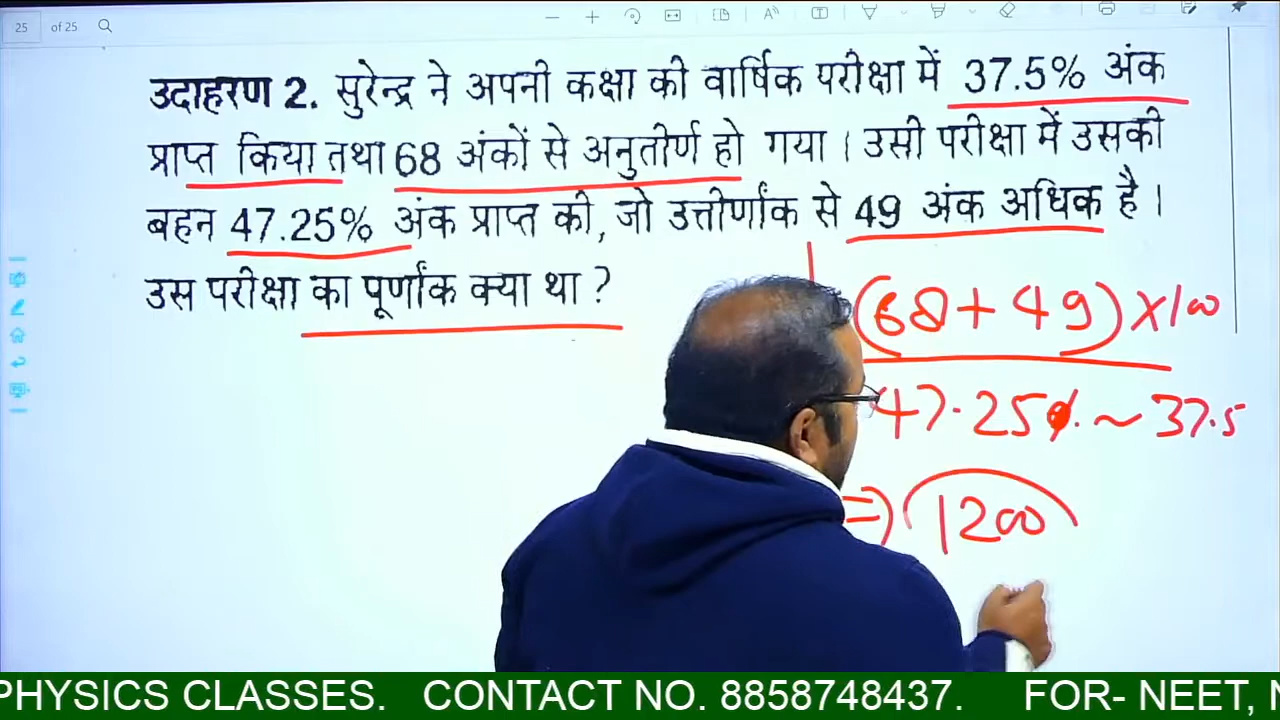 25 of 25
उदाहरण 2. सुरेन्द्र ने अपनी कक्षा की वार्षिक परीक्षा में 37.5% अंक
प्राप्त किया तथा 68 अंकों से अनुतीर्ण हो गया । उसी परीक्षा में उसकी
बहन 47.25% अंक प्राप्त की, जो उत्तीर्णांक से 49 अंक अधिक है ।
उस परीक्षा का पूर्णांक क्या था ?
(68 + 49) × 100
47.25 ~ 37.5
⇒ 1200
PHYSICS CLASSES. CONTACT NO. 8858748437. FOR- NEET,